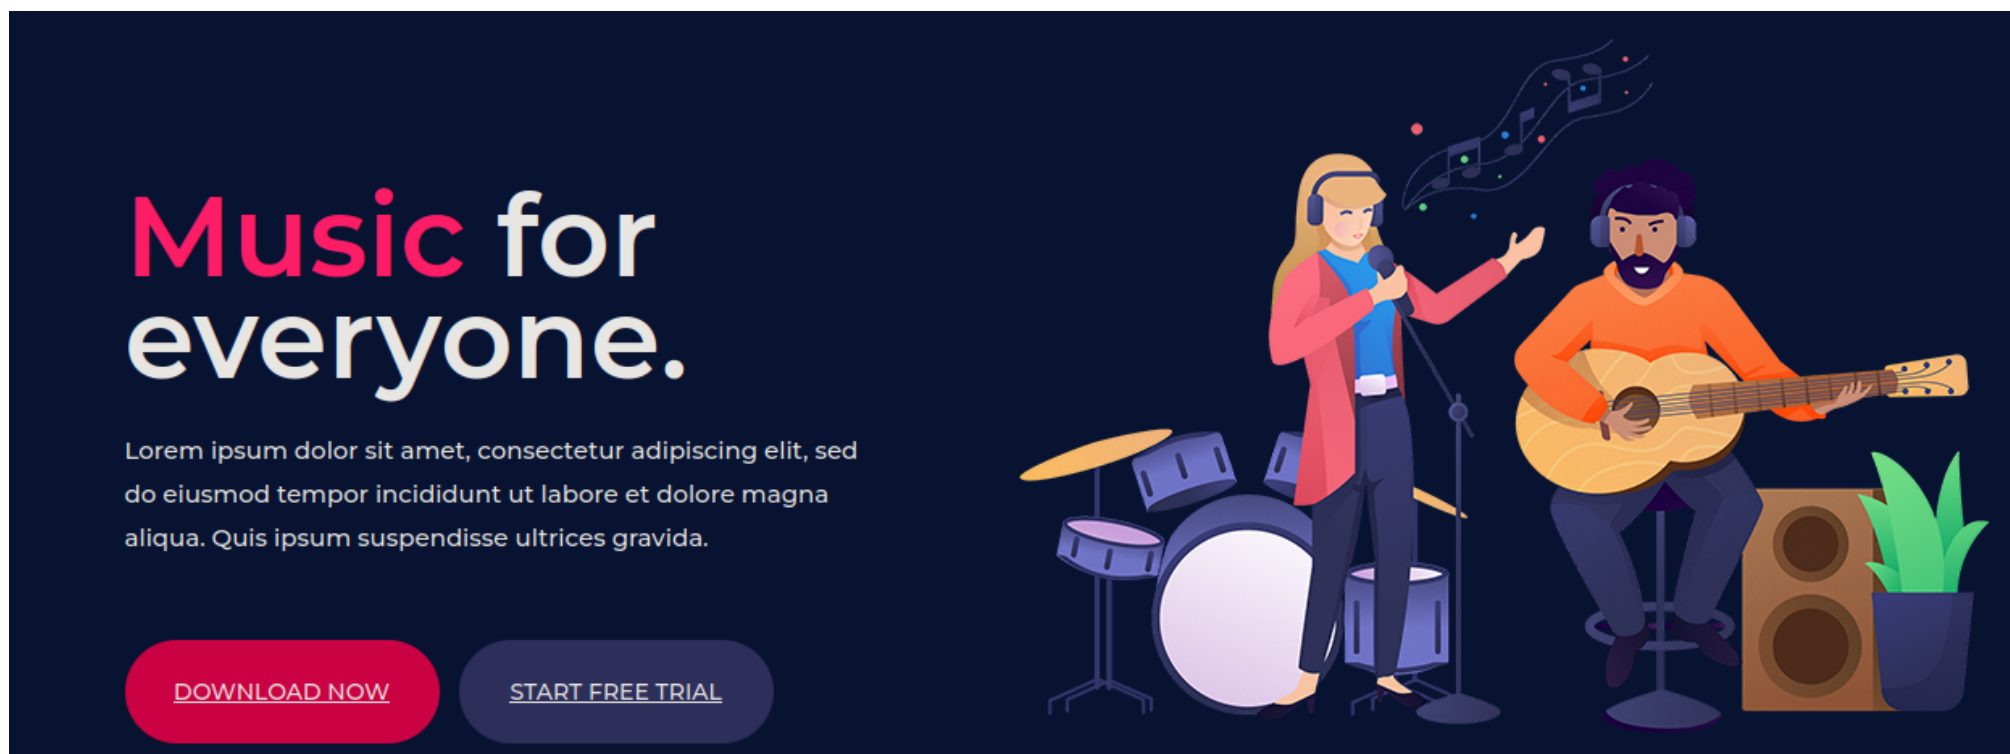 Music for
everyone.
Lorem ipsum dolor sit amet, consectetur adipiscing elit, sed
do eiusmod tempor incididunt ut labore et dolore magna
aliqua. Quis ipsum suspendisse ultrices gravida.
DOWNLOAD NOW
START FREE TRIAL